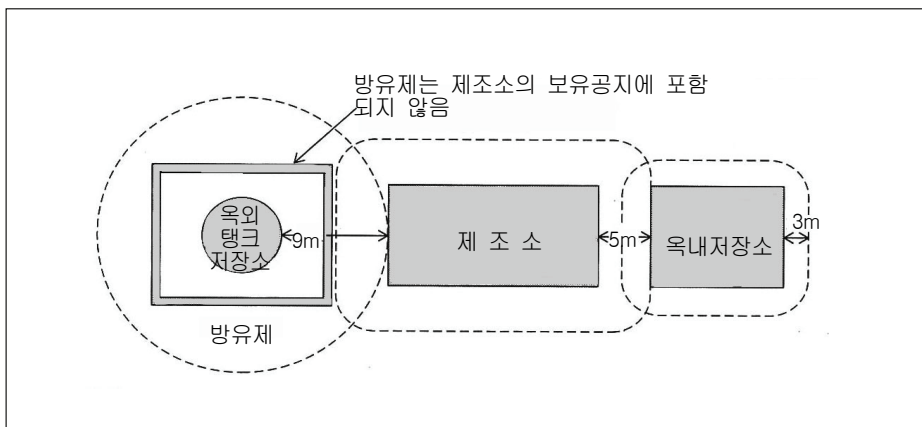 방유제는 제조소의 보유공지에 포함
되지 않음
옥외
탱크
저장소
9m
제 조 소
5m
옥내저장소
3m
방유제